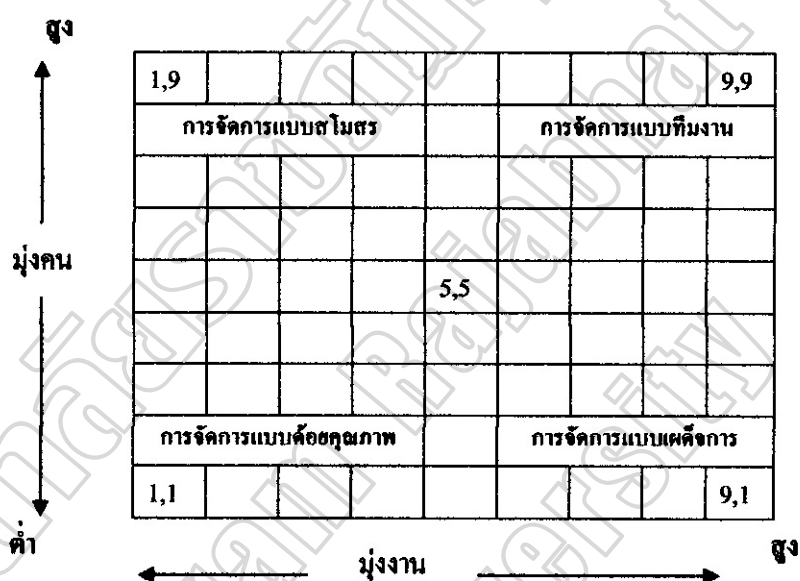 สูง
1,9 9,9
การจัดการแบบสโมสร การจัดการแบบทีมงาน
มุ่งคน
5,5
การจัดการแบบด้อยคุณภาพ การจัดการแบบเผด็จการ
1,1 9,1
ต่ำ สูง
มุ่งงาน
Rajabhat
University